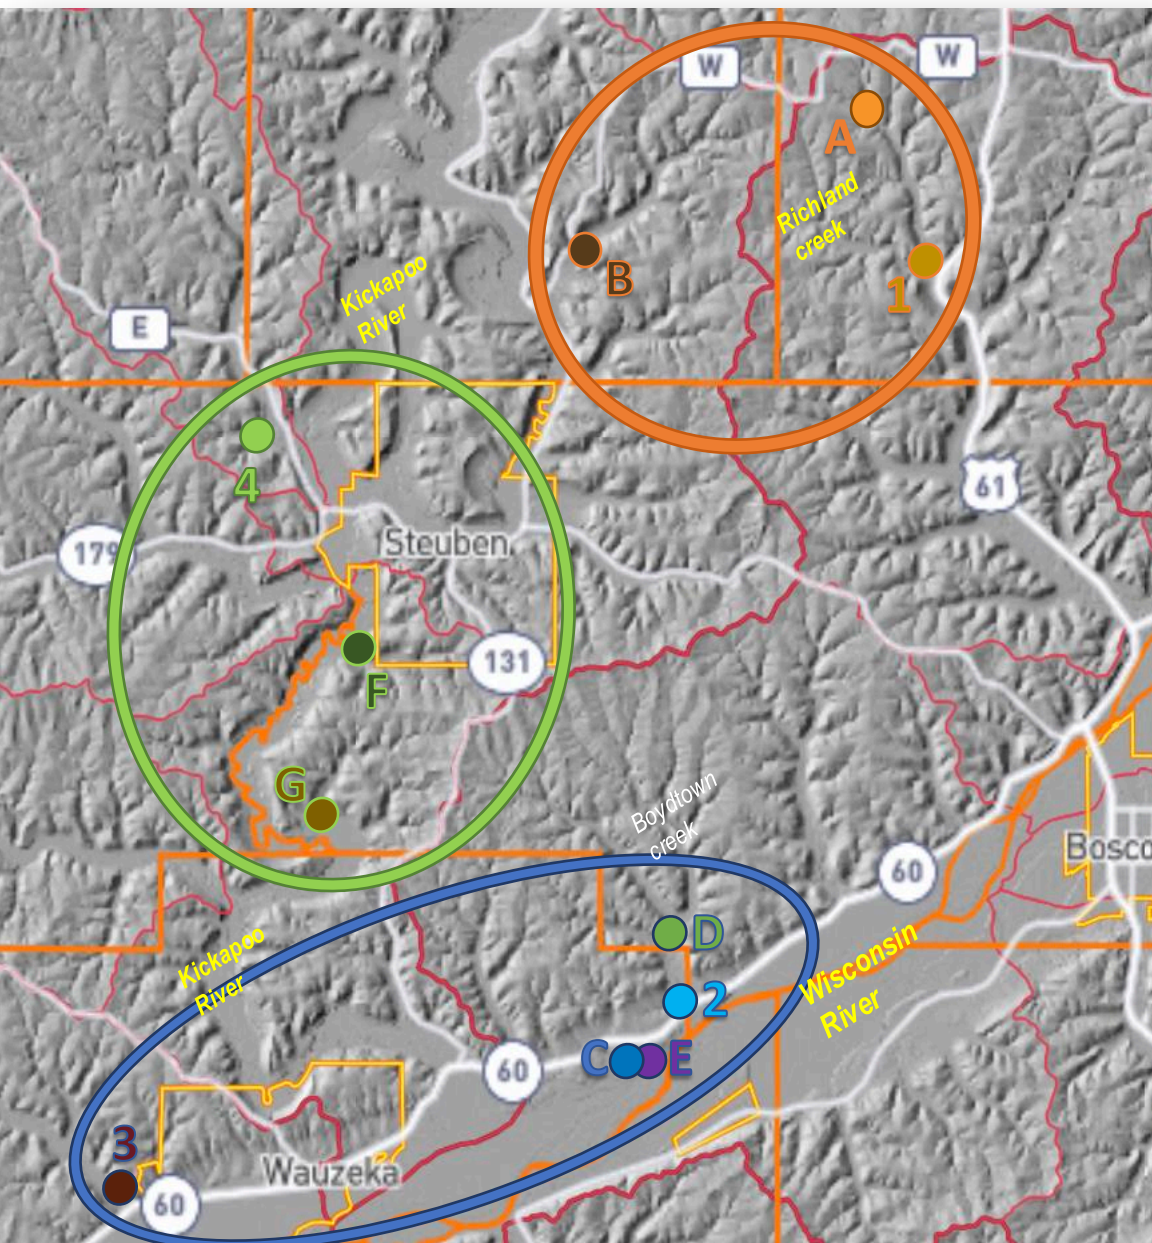 W
W
A
Richland
creek
B
1
Kickapoo
River
E
4
61
179
Steuben
131
F
G
Boydtown
creek
60
Bosco
D
Kickapoo
River
Wisconsin
River
2
C
E
60
3
Wauzeka
60